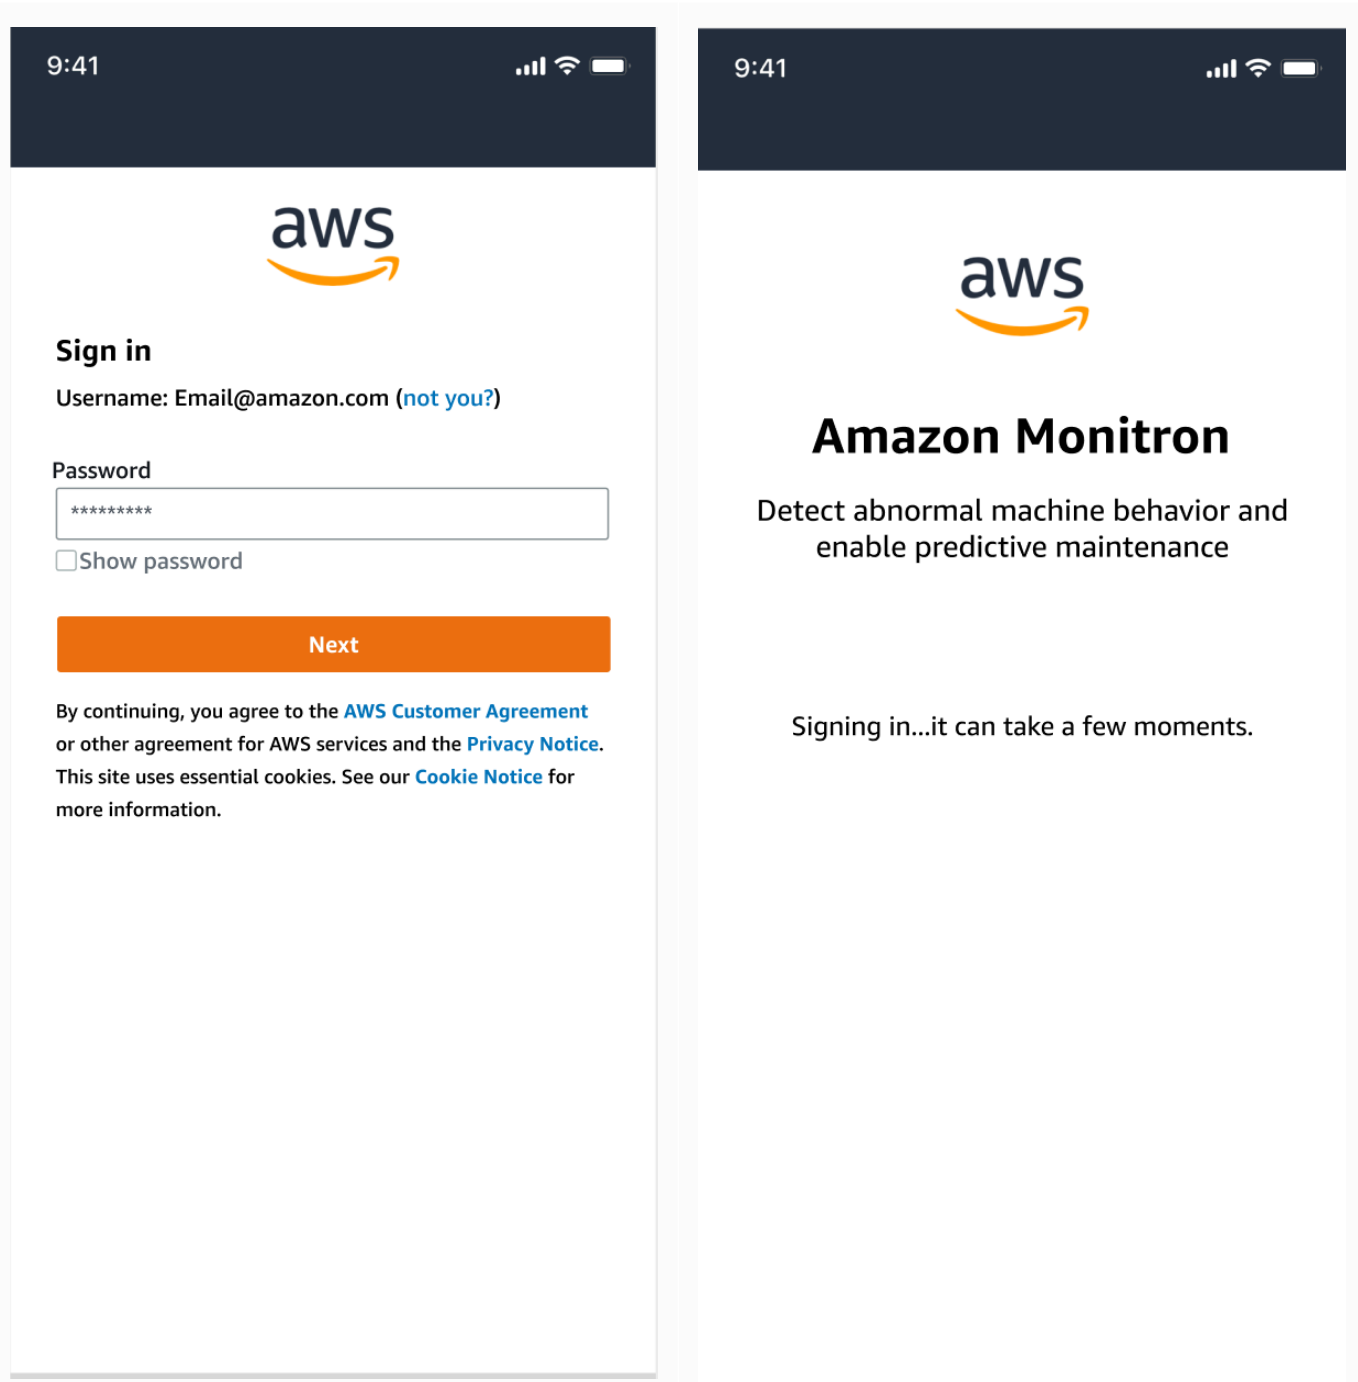 9:41
aws
Sign in
Username: Email@amazon.com (not you?)
Password
*********
Show password
Next
By continuing, you agree to the AWS Customer Agreement
or other agreement for AWS services and the Privacy Notice.
This site uses essential cookies. See our Cookie Notice for
more information.
9:41
aws
Amazon Monitron
Detect abnormal machine behavior and
enable predictive maintenance
Signing in...it can take a few moments.